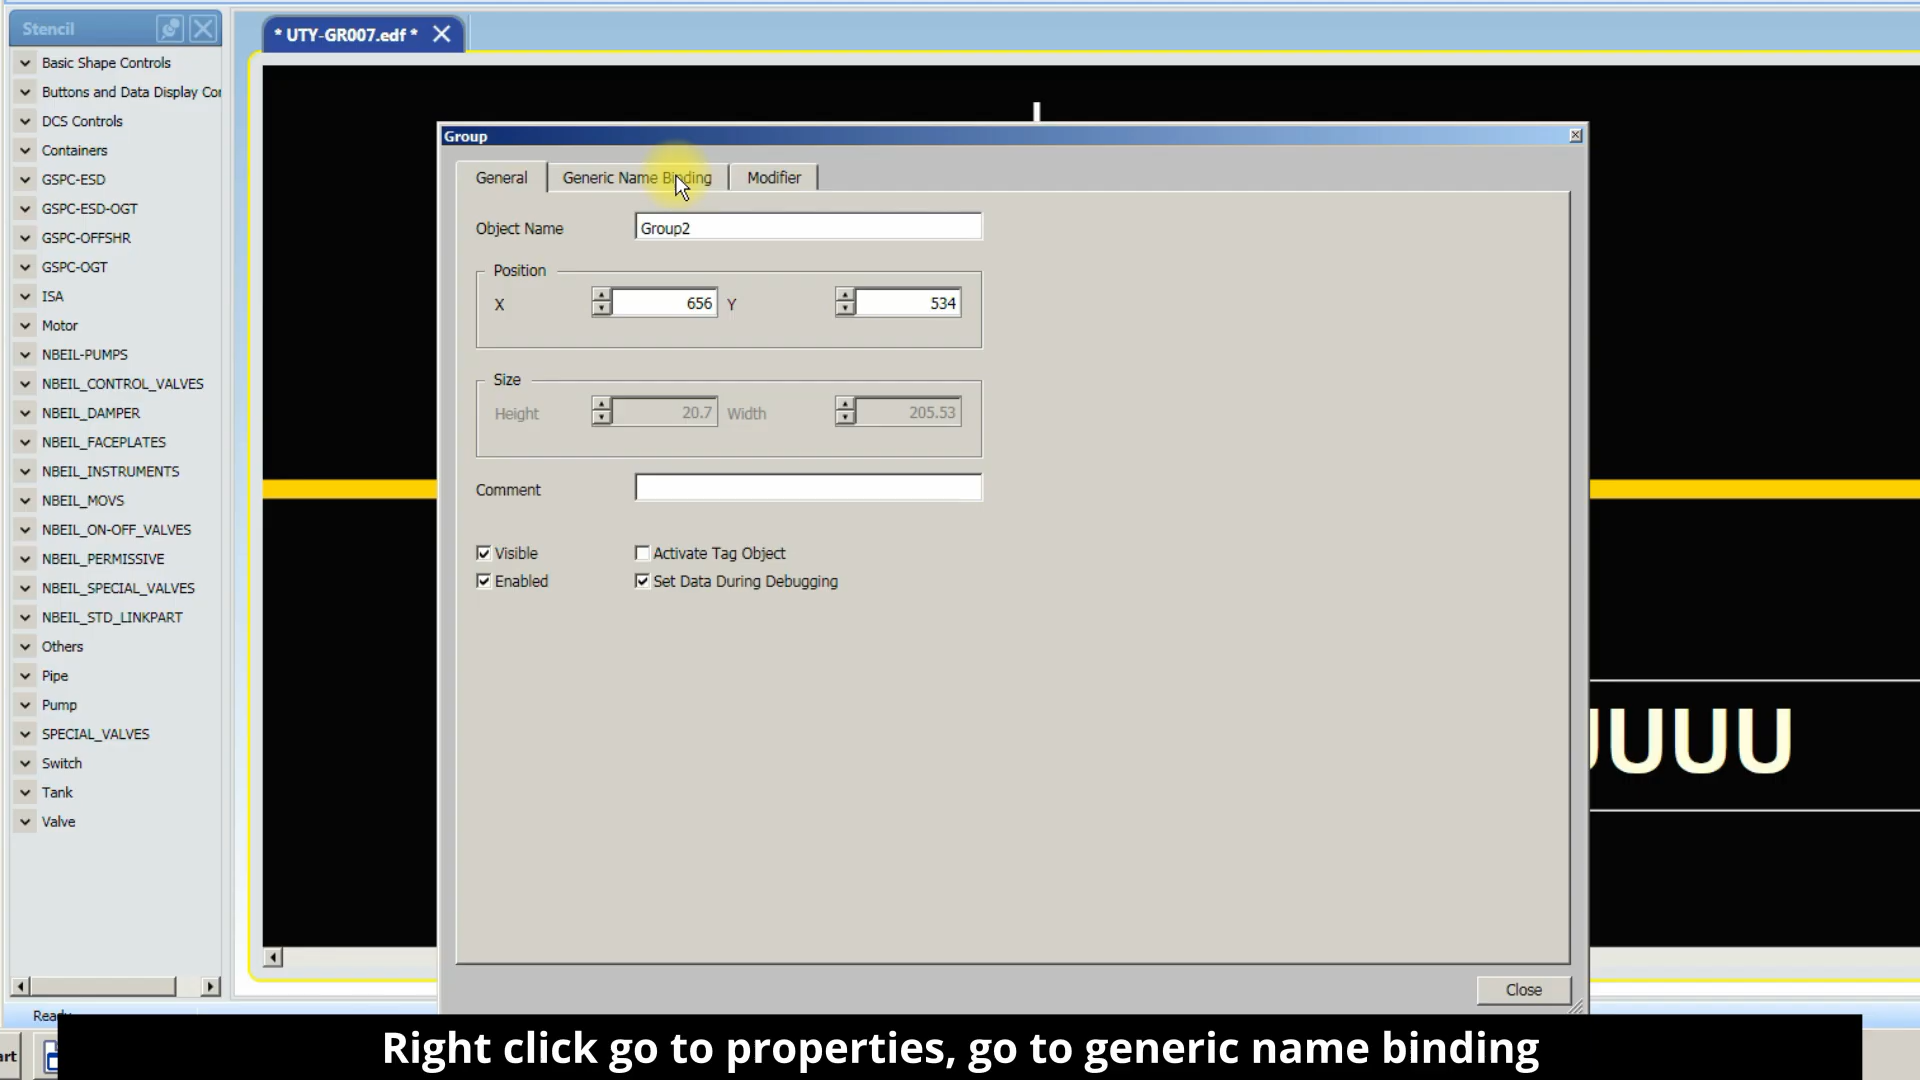 Stencil
Basic Shape Controls
Buttons and Data Display Cor
DCS Controls
Containers
GSPC-ESD
GSPC-ESD-OGT
GSPC-OFFSHR
GSPC-OGT
ISA
Motor
NBEIL-PUMPS
NBEIL_CONTROL_VALVES
NBEIL_DAMPER
NBEIL_FACEPLATES
NBEIL_INSTRUMENTS
NBEIL_MOVS
NBEIL_ON-OFF_VALVES
NBEIL_PERMISSIVE
NBEIL_SPECIAL_VALVES
NBEIL_STD_LINKPART
Others
Pipe
Pump
SPECIAL_VALVES
Switch
Tank
Valve
* UTY-GR007.edf *
Group
General Generic Name Binding Modifier
Object Name Group2
Position
X 656 Y 534
Size
Height 20.7 Width 205.53
Comment
Visible Activate Tag Object
Enabled Set Data During Debugging
UUUU
Close
Ready
art
Right click go to properties, go to generic name binding